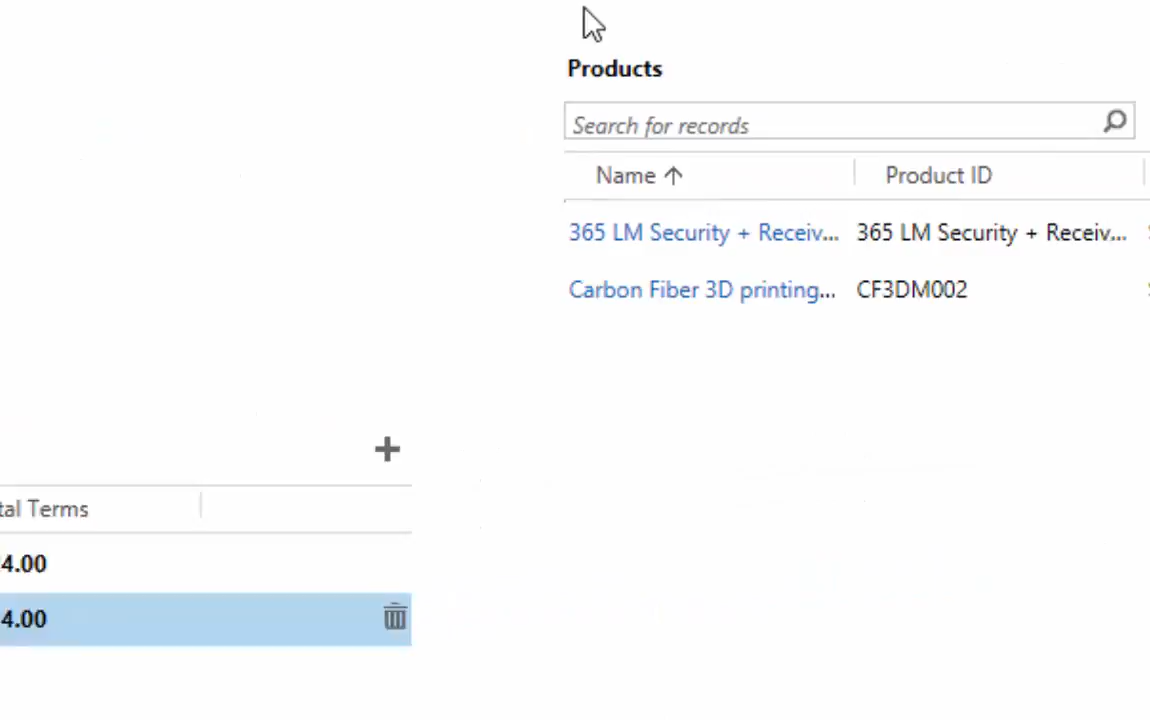 Products
Search for records
Name Product ID
365 LM Security + Receiv... 365 LM Security + Receiv...
Carbon Fiber 3D printing... CF3DM002
tal Terms
4.00
4.00